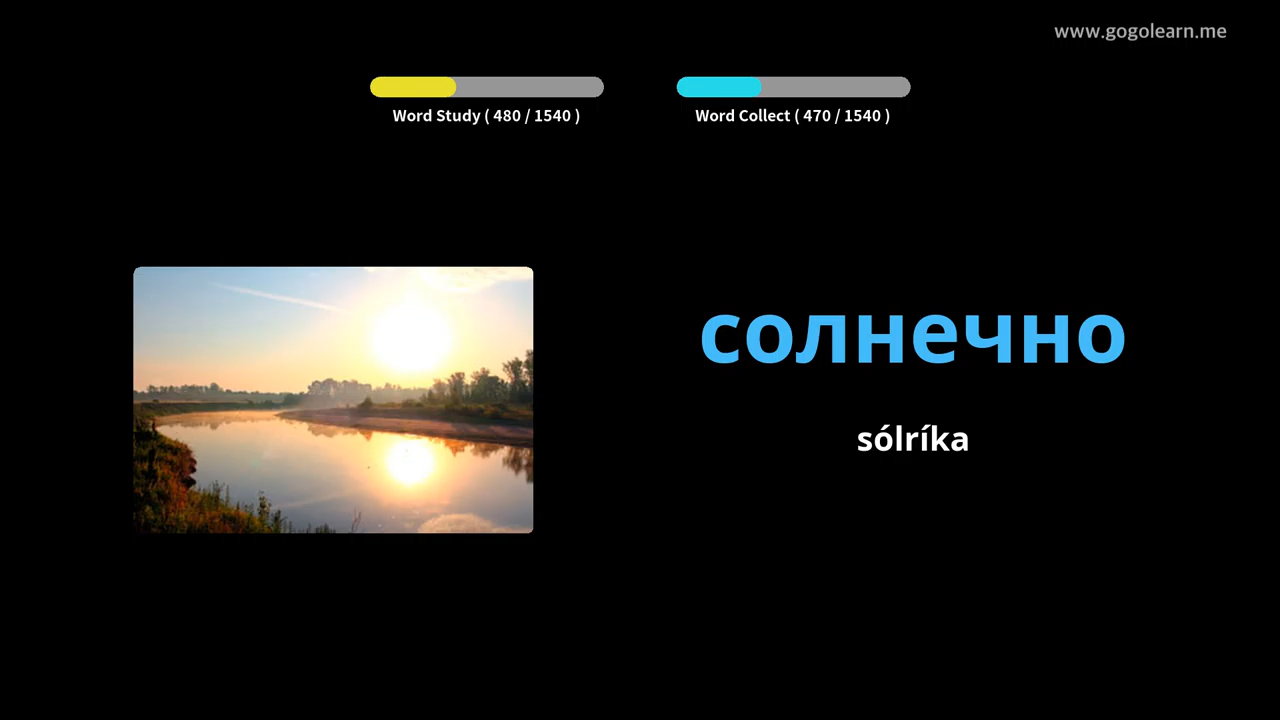 www.gogolearn.me
Word Study ( 480 / 1540 )
Word Collect ( 470 / 1540 )
солнечно
sólríka